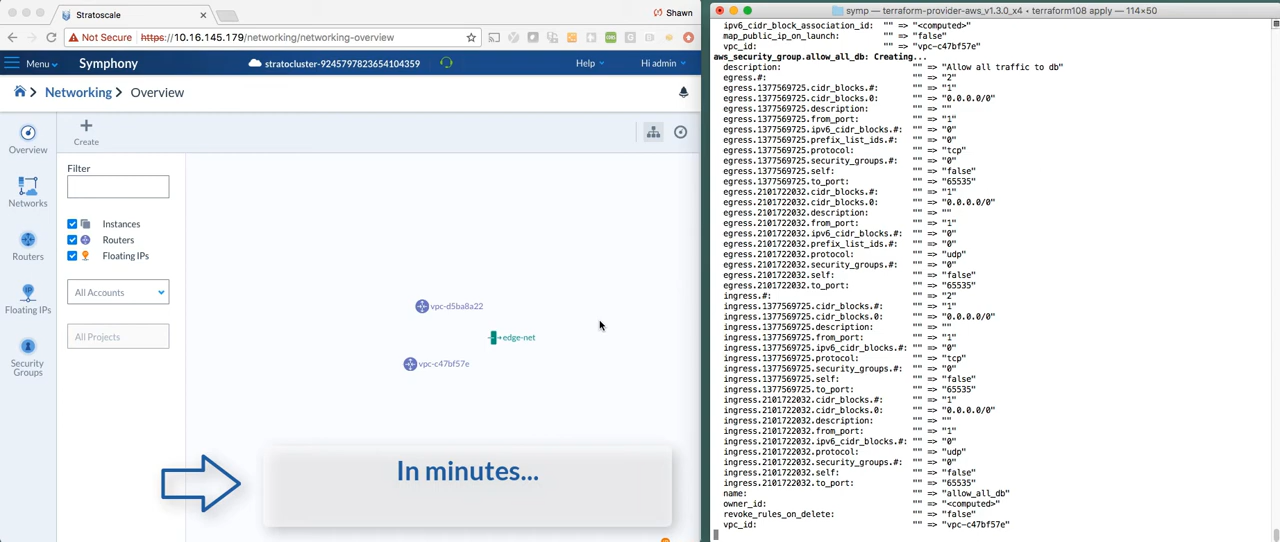 Stratoscale
Shawn
Not Secure
https://10.16.145.179/networking/networking-overview
Menu
Symphony
stratocluster-9245797823654104359
Help
Hi admin
Networking
Overview
Overview
Networks
Routers
Floating IPs
Security
Groups
Create
Filter
Instances
Routers
Floating IPs
All Accounts
All Projects
vpc-d5ba8a22
edge-net
vpc-c47bf57e
In minutes...
symp — terraform-provider-aws_v1.3.0_x4 • terraform108 apply — 114×50
ipv6_cidr_block_association_id: "" => "<computed>"
map_public_ip_on_launch: "" => "false"
vpc_id: "" => "vpc-c47bf57e"
aws_security_group.allow_all_db: Creating...
description: "" => "Allow all traffic to db"
egress.#: "" => "2"
egress.1377569725.cidr_blocks.#: "" => "1"
egress.1377569725.cidr_blocks.0: "" => "0.0.0.0/0"
egress.1377569725.description: "" => ""
egress.1377569725.from_port: "" => "1"
egress.1377569725.ipv6_cidr_blocks.#: "" => "0"
egress.1377569725.prefix_list_ids.#: "" => "0"
egress.1377569725.protocol: "" => "tcp"
egress.1377569725.security_groups.#: "" => "0"
egress.1377569725.self: "" => "false"
egress.1377569725.to_port: "" => "65535"
egress.2101722032.cidr_blocks.#: "" => "1"
egress.2101722032.cidr_blocks.0: "" => "0.0.0.0/0"
egress.2101722032.description: "" => ""
egress.2101722032.from_port: "" => "1"
egress.2101722032.ipv6_cidr_blocks.#: "" => "0"
egress.2101722032.prefix_list_ids.#: "" => "0"
egress.2101722032.protocol: "" => "udp"
egress.2101722032.security_groups.#: "" => "0"
egress.2101722032.self: "" => "false"
egress.2101722032.to_port: "" => "65535"
ingress.#: "" => "2"
ingress.1377569725.cidr_blocks.#: "" => "1"
ingress.1377569725.cidr_blocks.0: "" => "0.0.0.0/0"
ingress.1377569725.description: "" => ""
ingress.1377569725.from_port: "" => "1"
ingress.1377569725.ipv6_cidr_blocks.#: "" => "0"
ingress.1377569725.protocol: "" => "tcp"
ingress.1377569725.security_groups.#: "" => "0"
ingress.1377569725.self: "" => "false"
ingress.1377569725.to_port: "" => "65535"
ingress.2101722032.cidr_blocks.#: "" => "1"
ingress.2101722032.cidr_blocks.0: "" => "0.0.0.0/0"
ingress.2101722032.description: "" => ""
ingress.2101722032.from_port: "" => "1"
ingress.2101722032.ipv6_cidr_blocks.#: "" => "0"
ingress.2101722032.protocol: "" => "udp"
ingress.2101722032.security_groups.#: "" => "0"
ingress.2101722032.self: "" => "false"
ingress.2101722032.to_port: "" => "65535"
name: "" => "allow_all_db"
owner_id: "" => "<computed>"
revoke_rules_on_delete: "" => "false"
vpc_id: "" => "vpc-c47bf57e"